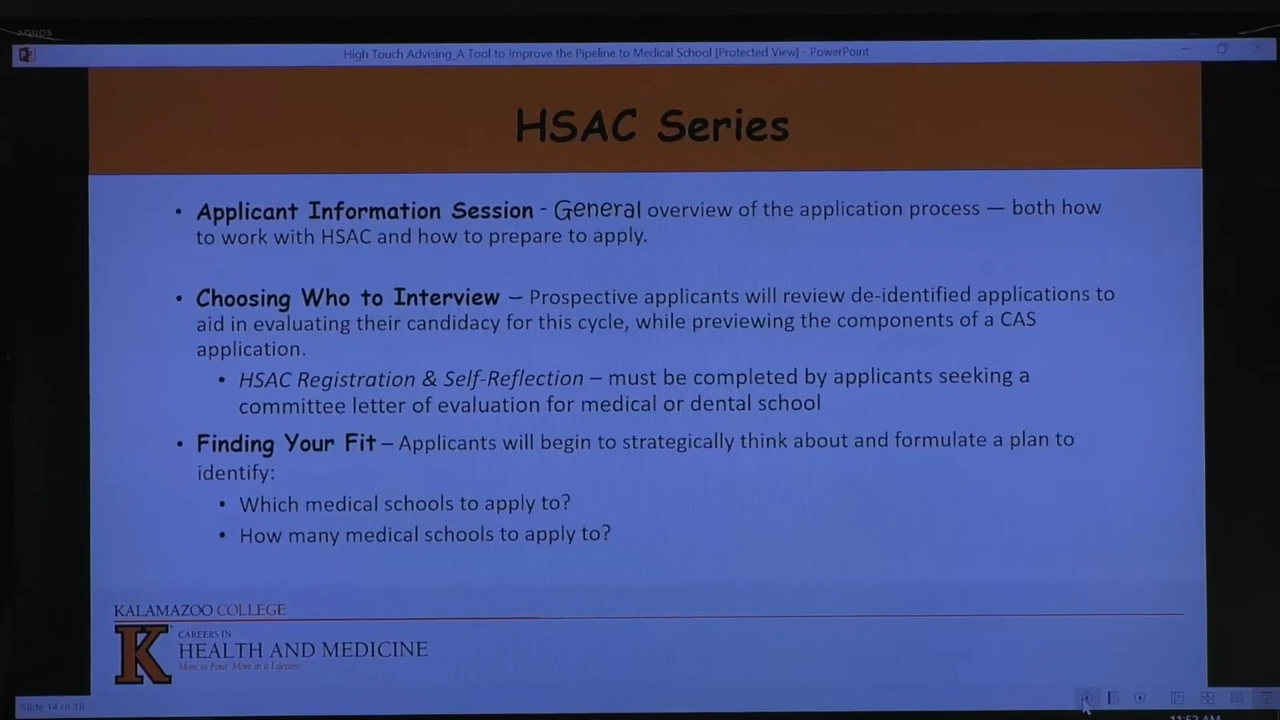 AQUOS
High Touch Advising_A Tool to Improve the Pipeline to Medical School [Protected View] - PowerPoint
HSAC Series
• Applicant Information Session - General overview of the application process — both how
to work with HSAC and how to prepare to apply.
• Choosing Who to Interview – Prospective applicants will review de-identified applications to
aid in evaluating their candidacy for this cycle, while previewing the components of a CAS
application.
• HSAC Registration & Self-Reflection – must be completed by applicants seeking a
committee letter of evaluation for medical or dental school
• Finding Your Fit – Applicants will begin to strategically think about and formulate a plan to
identify:
• Which medical schools to apply to?
• How many medical schools to apply to?
KALAMAZOO COLLEGE
K
CAREERS IN
HEALTH AND MEDICINE
More in Four. More in a Lifetime.
Slide 14 of 18
11:52 AM